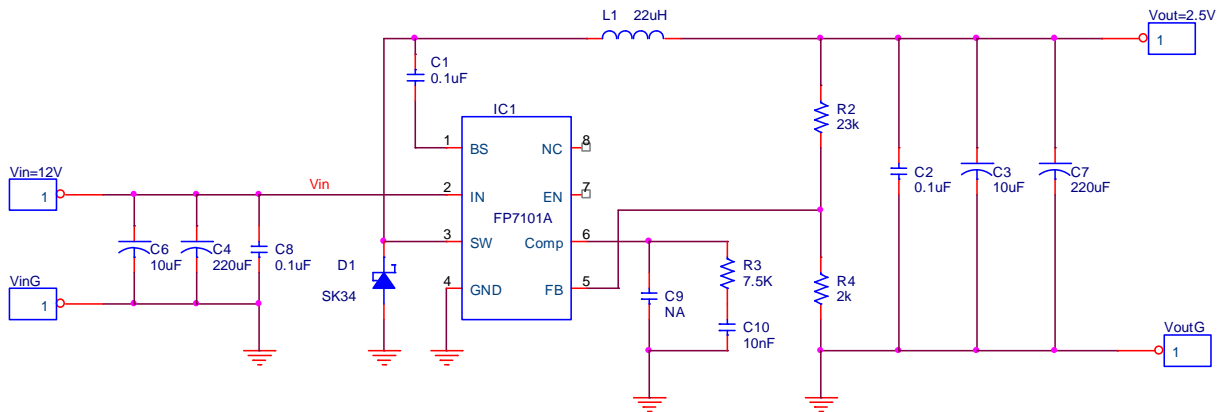 L1 22uH
Vout=2.5V
1
C1
0.1uF
IC1
R2
23k
1 BS NC 8
Vin=12V
1
Vin
2 IN EN 7
FP7101A
C2
0.1uF
C3
10uF
C7
220uF
3 SW Comp 6
C6
10uF
C4
220uF
C8
0.1uF
D1
SK34
R3
7.5K
VinG
1
4 GND FB 5
R4
2k
C9
NA
C10
10nF
VoutG
1